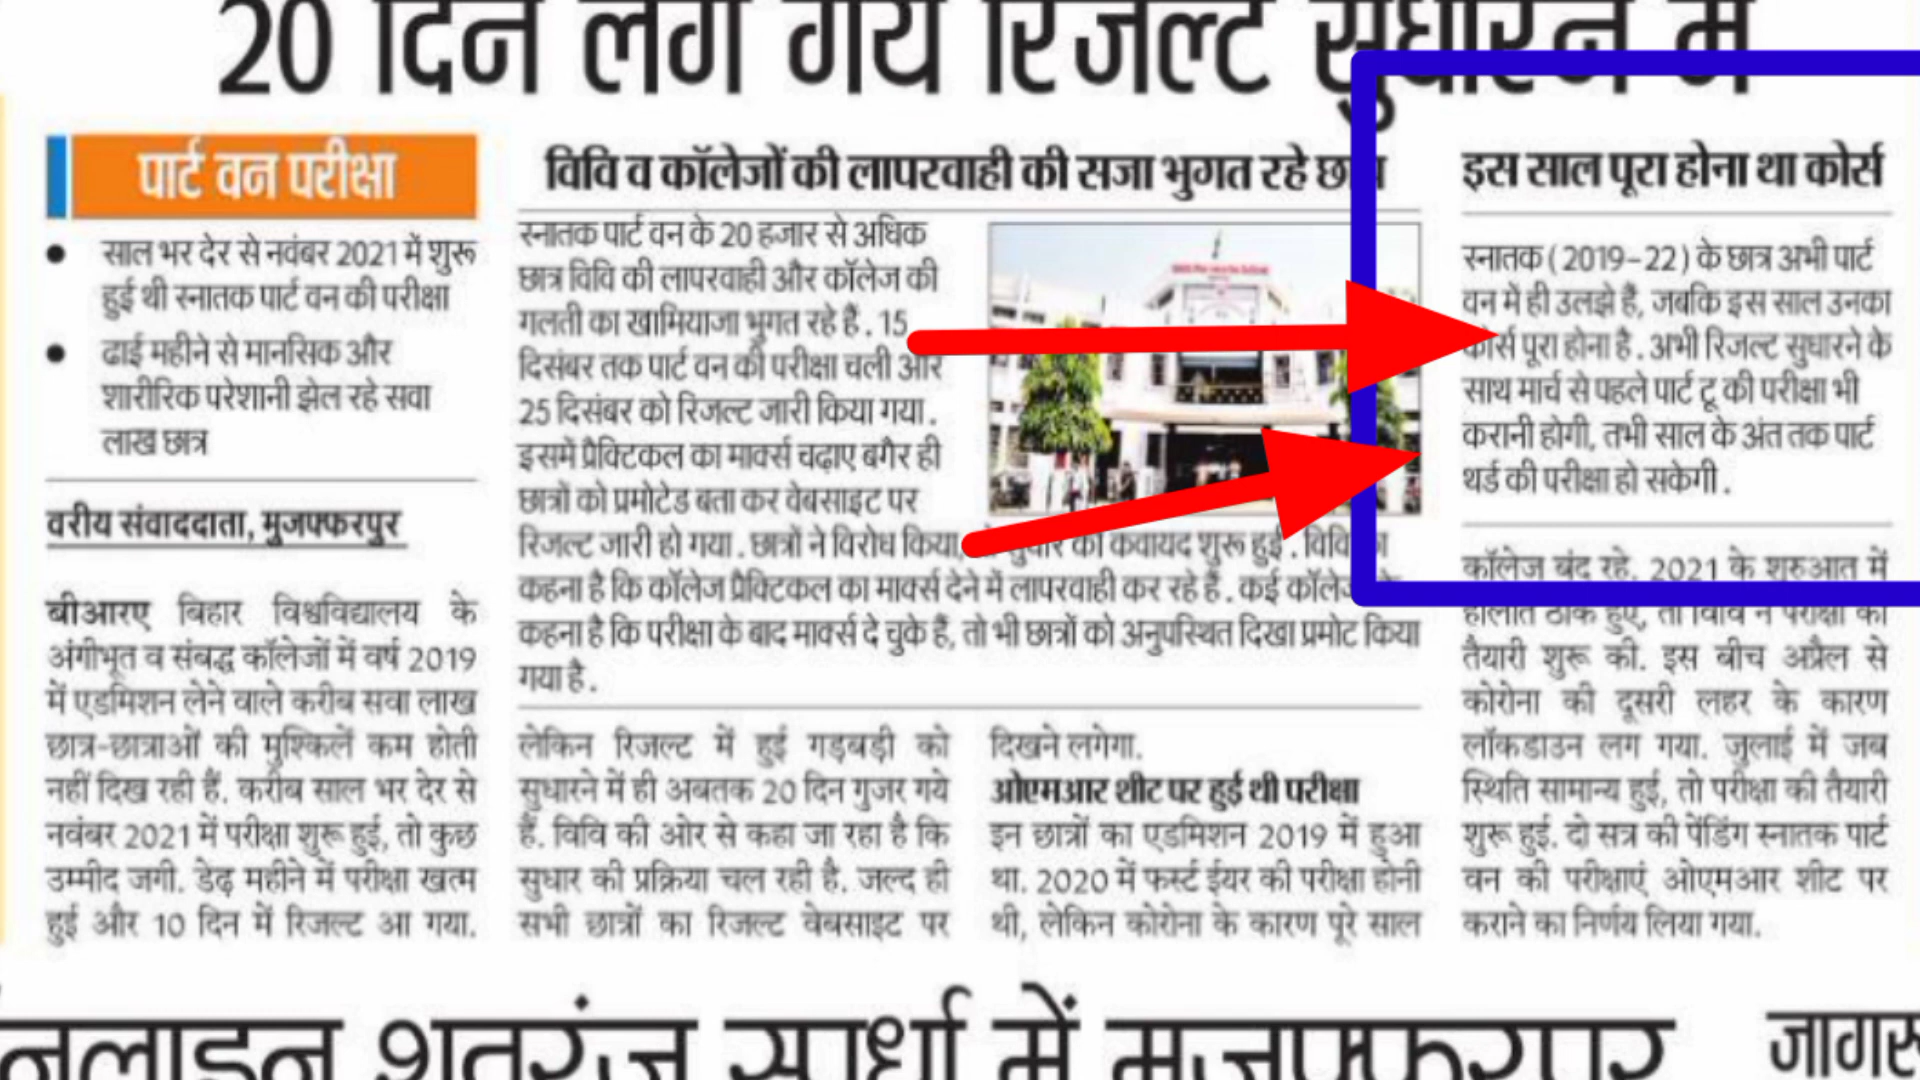 20 दिन लग गये रिजल्ट सुधारने में
पार्ट वन परीक्षा
● साल भर देर से नवंबर 2021 में शुरू
हुई थी स्नातक पार्ट वन की परीक्षा
● ढाई महीने से मानसिक और
शारीरिक परेशानी झेल रहे सवा
लाख छात्र
वरीय संवाददाता, मुजफ्फरपुर
बीआरए बिहार विश्वविद्यालय के
अंगीभूत व संबद्ध कॉलेजों में वर्ष 2019
में एडमिशन लेने वाले करीब सवा लाख
छात्र-छात्राओं की मुश्किलें कम होती
नहीं दिख रही हैं. करीब साल भर देर से
नवंबर 2021 में परीक्षा शुरू हुई, तो कुछ
उम्मीद जगी. डेढ़ महीने में परीक्षा खत्म
हुई और 10 दिन में रिजल्ट आ गया.
विवि व कॉलेजों की लापरवाही की सजा भुगत रहे
स्नातक पार्ट वन के 20 हजार से अधिक
छात्र विवि की लापरवाही और कॉलेज की
गलती का खामियाजा भुगत रहे हैं. 15
दिसंबर तक पार्ट वन की परीक्षा चली और
25 दिसंबर को रिजल्ट जारी किया गया.
इसमें प्रैक्टिकल का मार्क्स चढ़ाए बगैर ही
छात्रों को प्रमोटेड बता कर वेबसाइट पर
रिजल्ट जारी हो गया. छात्रों ने विरोध किया, सुधार की कवायद शुरू हुई. विवि
कहना है कि कॉलेज प्रैक्टिकल का मार्क्स देने में लापरवाही कर रहे हैं. कई
कहना है कि परीक्षा के बाद मार्क्स दे चुके हैं, तो भी छात्रों को अनुपस्थित दिखा प्रमोट किया
गया है.
लेकिन रिजल्ट में हुई गड़बड़ी को
सुधारने में ही अबतक 20 दिन गुजर गये
हैं. विवि की ओर से कहा जा रहा है कि
सुधार की प्रक्रिया चल रही है. जल्द ही
सभी छात्रों का रिजल्ट वेबसाइट पर
दिखने लगेगा.
ओएमआर शीट पर हुई थी परीक्षा
इन छात्रों का एडमिशन 2019 में हुआ
था. 2020 में फर्स्ट ईयर की परीक्षा होनी
थी, लेकिन कोरोना के कारण पूरे साल
इस साल पूरा होना था कोर्स
स्नातक (2019-22) के छात्र अभी पार्ट
वन में ही उलझे हैं, जबकि इस साल उनका
कोर्स पूरा होना है. अभी रिजल्ट सुधारने के
साथ मार्च से पहले पार्ट टू की परीक्षा भी
करानी होगी, तभी साल के अंत तक पार्ट
थर्ड की परीक्षा हो सकेगी.
कॉलेज बंद रहे. 2021 के शुरुआत में
हालात ठीक हुए, तो विवि ने परीक्षा की
तैयारी शुरू की. इस बीच अप्रैल से
कोरोना की दूसरी लहर के कारण
लॉकडाउन लग गया. जुलाई में जब
स्थिति सामान्य हुई, तो परीक्षा की तैयारी
शुरू हुई. दो सत्र की पेंडिंग स्नातक पार्ट
वन की परीक्षाएं ओएमआर शीट पर
कराने का निर्णय लिया गया.
शतरंज स्पर्धा में मुजफ्फरपुर